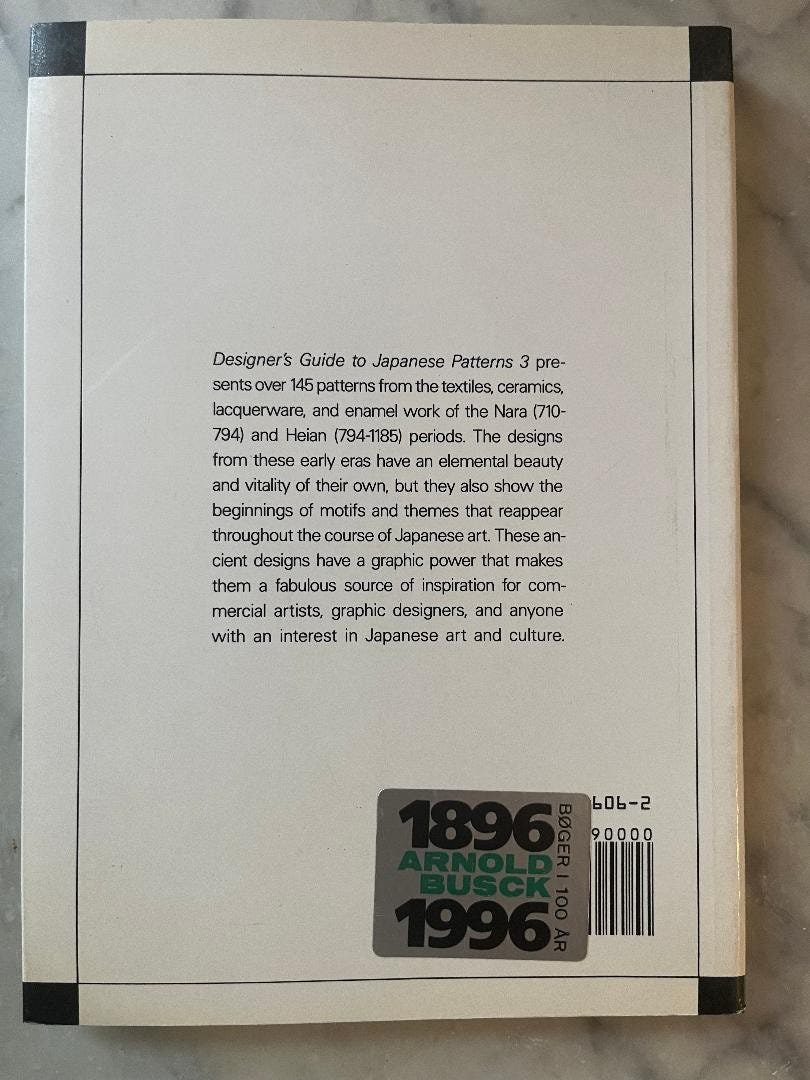 Designer's Guide to Japanese Patterns 3 pre-
sents over 145 patterns from the textiles, ceramics,
lacquerware, and enamel work of the Nara (710-
794) and Heian (794-1185) periods. The designs
from these early eras have an elemental beauty
and vitality of their own, but they also show the
beginnings of motifs and themes that reappear
throughout the course of Japanese art. These an-
cient designs have a graphic power that makes
them a fabulous source of inspiration for com-
mercial artists, graphic designers, and anyone
with an interest in Japanese art and culture.
606-2
90000
1896
ARNOLD
BUSCK
1996
BØGER I 100 ÅR